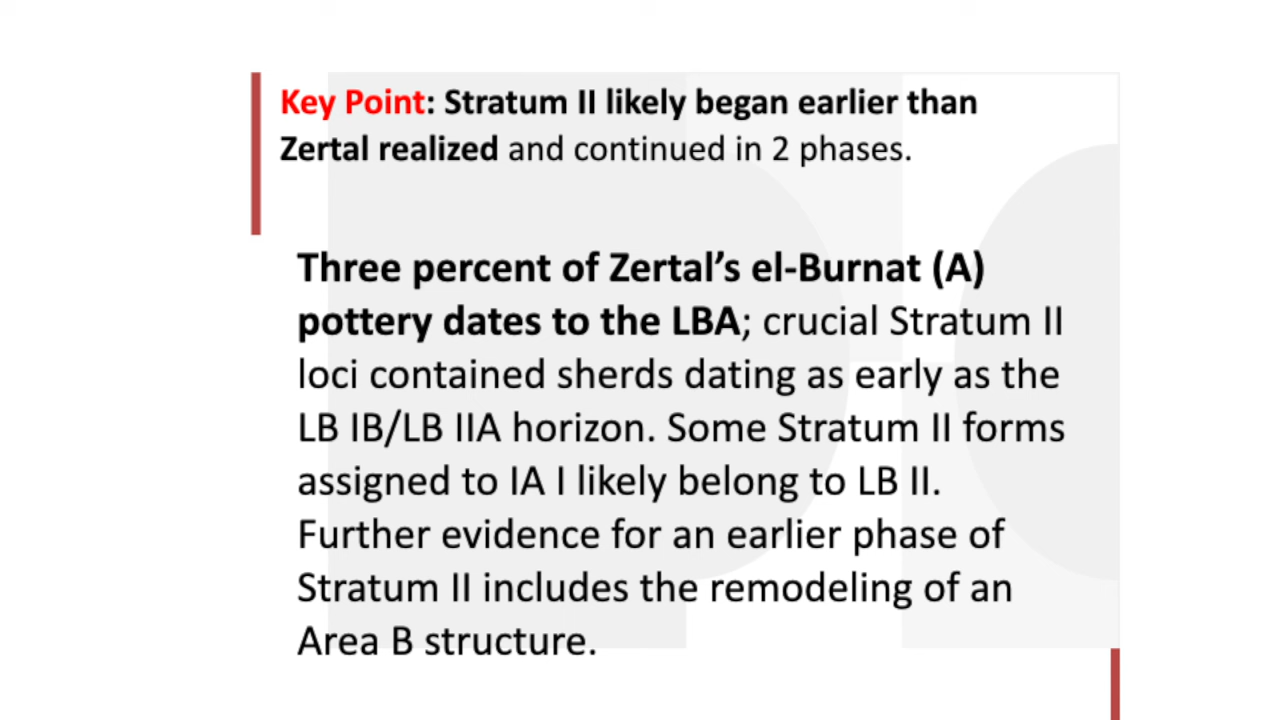 Key Point: Stratum II likely began earlier than
Zertal realized and continued in 2 phases.
Three percent of Zertal’s el-Burnat (A)
pottery dates to the LBA; crucial Stratum II
loci contained sherds dating as early as the
LB IB/LB IIA horizon. Some Stratum II forms
assigned to IA I likely belong to LB II.
Further evidence for an earlier phase of
Stratum II includes the remodeling of an
Area B structure.